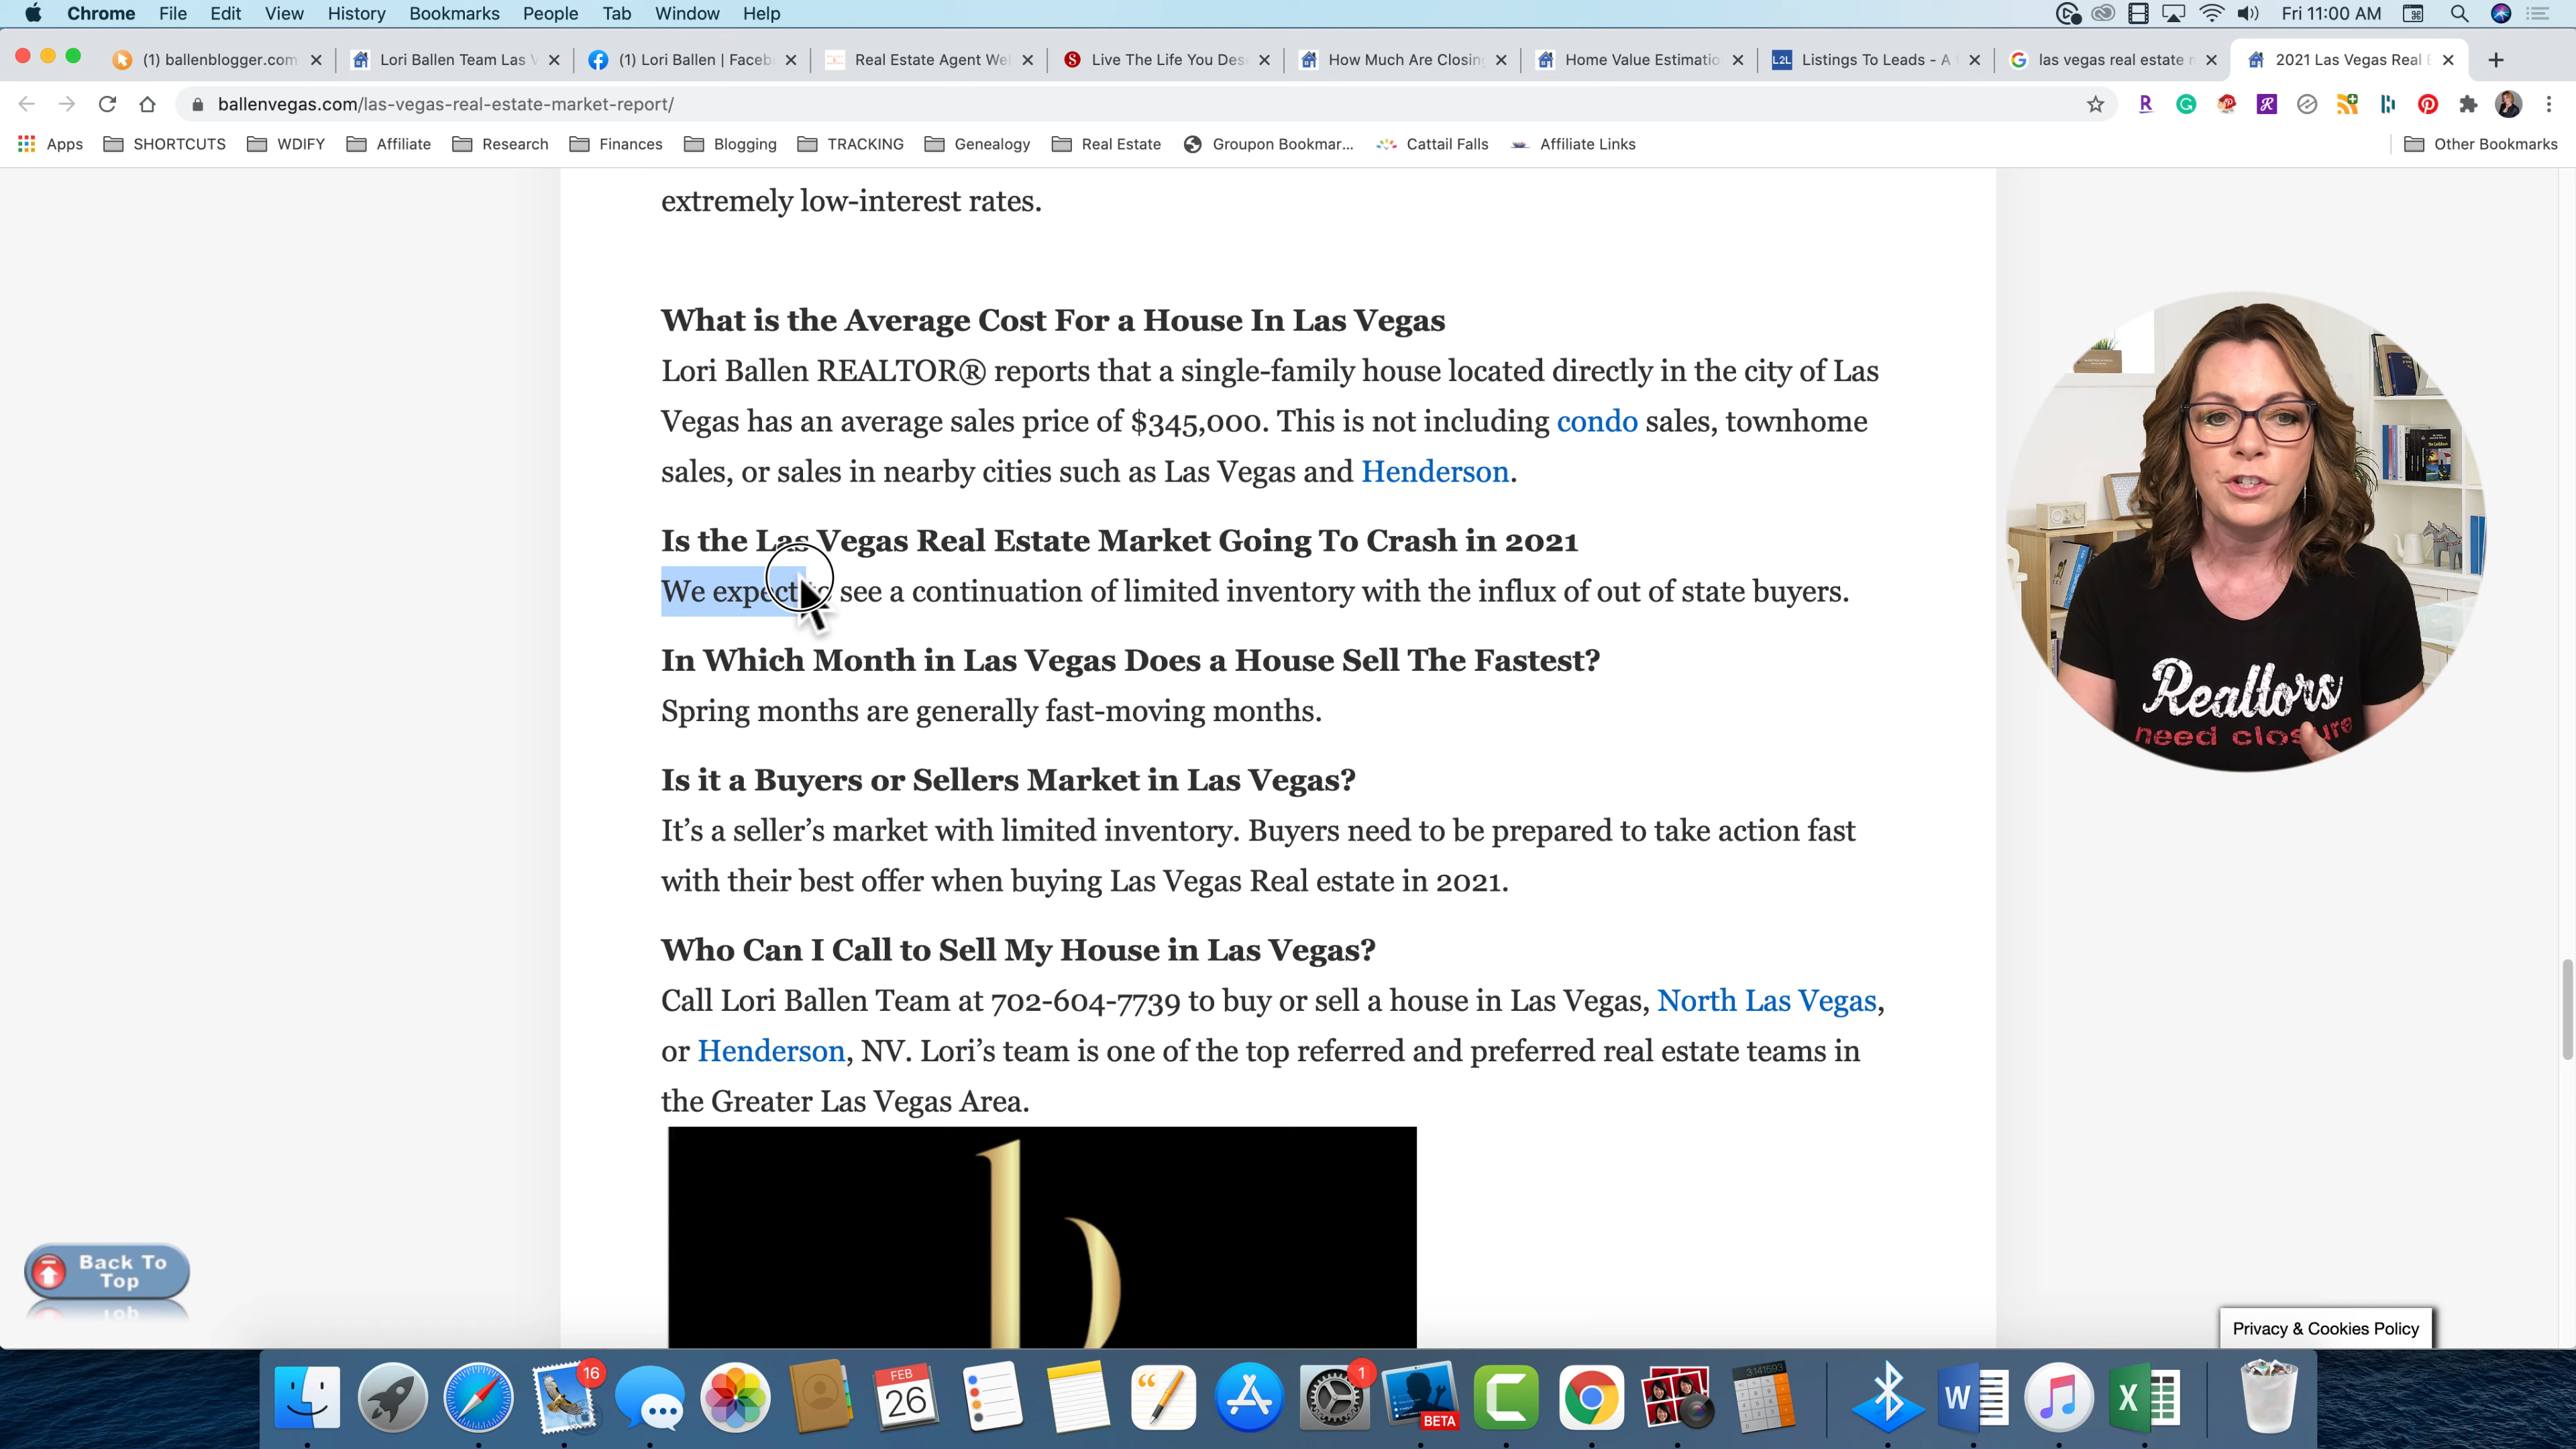 Chrome File Edit View History Bookmarks People Tab Window Help Fri 11:00 AM
(1) ballenblogger.com Lori Ballen Team Las V (1) Lori Ballen | Faceb Real Estate Agent We Live The Life You Des How Much Are Closin Home Value Estimatio L2L Listings To Leads - A f las vegas real estate 2021 Las Vegas Real E
ballenvegas.com/las-vegas-real-estate-market-report/
Apps SHORTCUTS WDIFY Affiliate Research Finances Blogging TRACKING Genealogy Real Estate Groupon Bookmar... Cattail Falls Affiliate Links Other Bookmarks
extremely low-interest rates.
What is the Average Cost For a House In Las Vegas
Lori Ballen REALTOR® reports that a single-family house located directly in the city of Las
Vegas has an average sales price of $345,000. This is not including condo sales, townhome
sales, or sales in nearby cities such as Las Vegas and Henderson.
Is the Las Vegas Real Estate Market Going To Crash in 2021
We expect to see a continuation of limited inventory with the influx of out of state buyers.
In Which Month in Las Vegas Does a House Sell The Fastest?
Spring months are generally fast-moving months.
Is it a Buyers or Sellers Market in Las Vegas?
It's a seller's market with limited inventory. Buyers need to be prepared to take action fast
with their best offer when buying Las Vegas Real estate in 2021.
Who Can I Call to Sell My House in Las Vegas?
Call Lori Ballen Team at 702-604-7739 to buy or sell a house in Las Vegas, North Las Vegas,
or Henderson, NV. Lori's team is one of the top referred and preferred real estate teams in
the Greater Las Vegas Area.
Realtors
need closure
b
Back To
Top
Privacy & Cookies Policy
16
FEB
26
1
BETA
3.141593
W
X